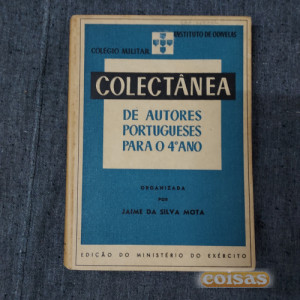 INSTITUTO DE ODIVELAS
COLÉGIO MILITAR
COLECTÂNEA
DE AUTORES
PORTUGUESES
PARA O 4º ANO
ORGANIZADA
POR
JAIME DA SILVA MOTA
EDIÇÃO DO MINISTÉRIO DO EXÉRCITO
coisas